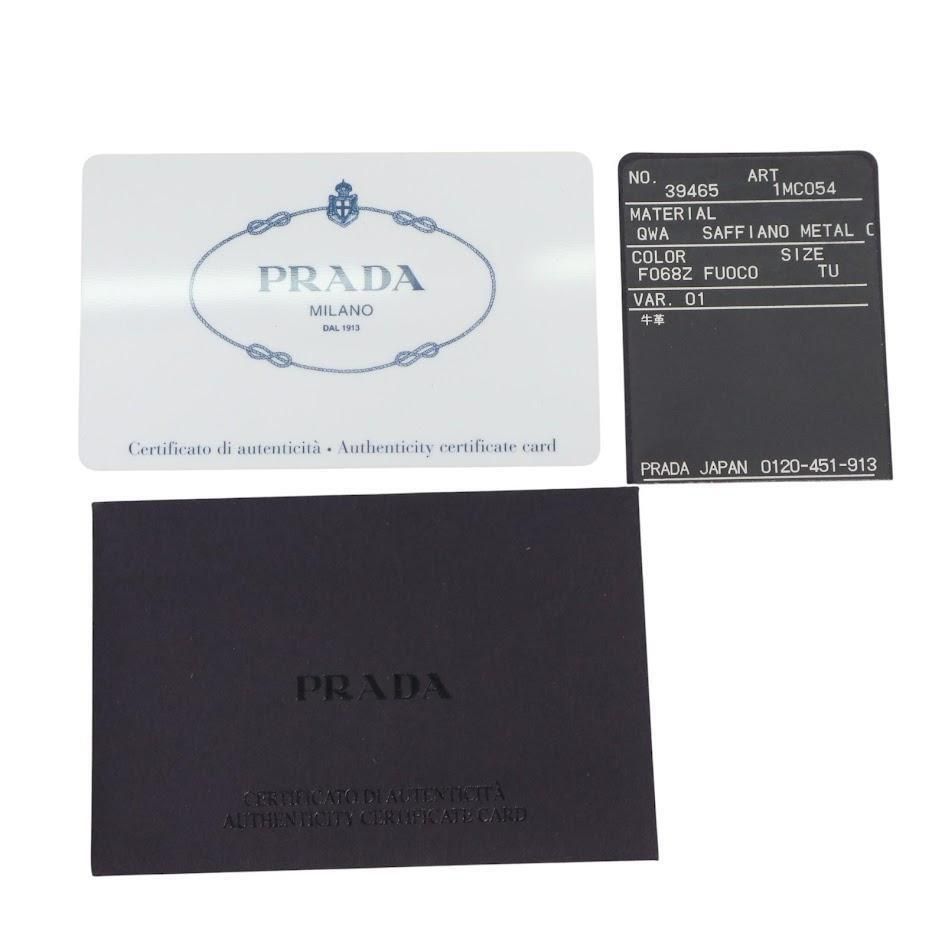 PRADA
MILANO
DAL 1913
Certificato di autenticità • Authenticity certificate card
NO. ART
39465 1MC054
MATERIAL
QWA SAFFIANO METAL C
COLOR SIZE
F068Z FUOCO TU
VAR. 01
牛革
PRADA JAPAN 0120-451-913
PRADA
CERTIFICATO DI AUTENTICITÀ
AUTHENTICITY CERTIFICATE CARD